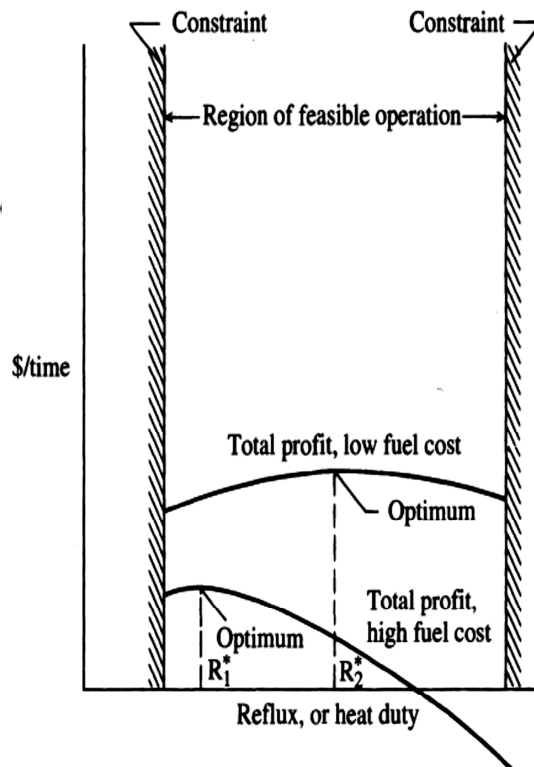 Constraint
Constraint
Region of feasible operation
$/time
Total profit, low fuel cost
Optimum
Total profit,
high fuel cost
Optimum
R₁*
R₂*
Reflux, or heat duty